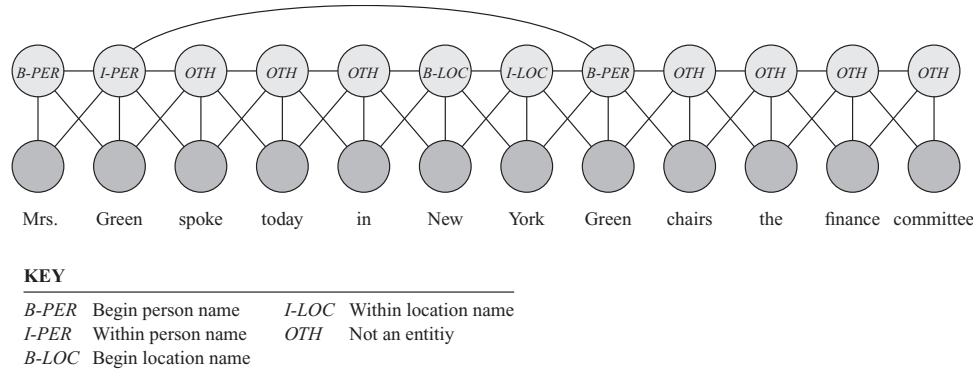 B-PER I-PER OTH OTH OTH B-LOC I-LOC B-PER OTH OTH OTH OTH
Mrs. Green spoke today in New York Green chairs the finance committee
KEY
B-PER Begin person name I-LOC Within location name
I-PER Within person name OTH Not an entitiy
B-LOC Begin location name